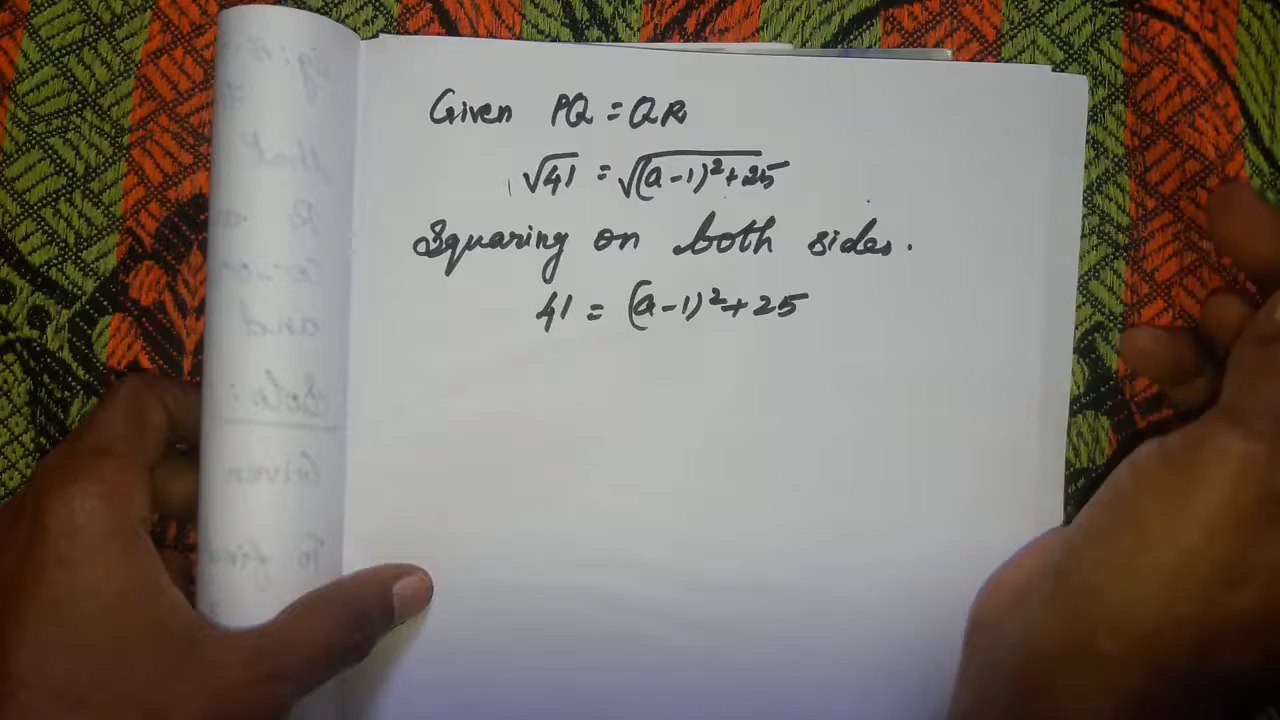 Given PQ = QR
√41 = √(a-1)²+25
Squaring on both sides.
41 = (a-1)²+25